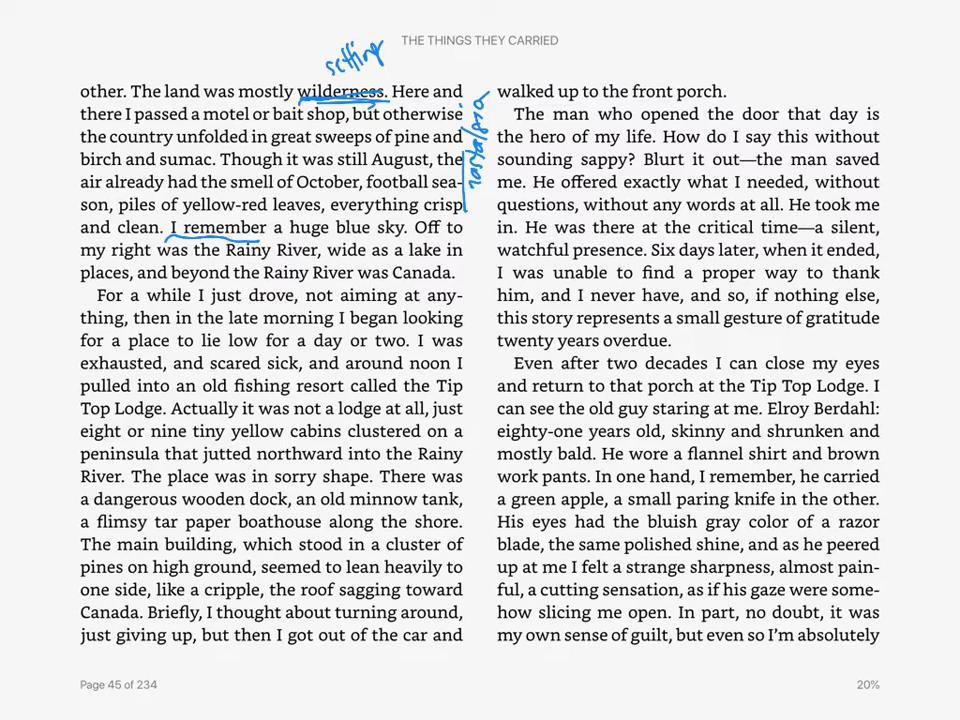 THE THINGS THEY CARRIED
setting
other. The land was mostly wilderness. Here and
there I passed a motel or bait shop, but otherwise
the country unfolded in great sweeps of pine and
birch and sumac. Though it was still August, the
air already had the smell of October, football sea-
son, piles of yellow-red leaves, everything crisp
and clean. I remember a huge blue sky. Off to
my right was the Rainy River, wide as a lake in
places, and beyond the Rainy River was Canada.
For a while I just drove, not aiming at any-
thing, then in the late morning I began looking
for a place to lie low for a day or two. I was
exhausted, and scared sick, and around noon I
pulled into an old fishing resort called the Tip
Top Lodge. Actually it was not a lodge at all, just
eight or nine tiny yellow cabins clustered on a
peninsula that jutted northward into the Rainy
River. The place was in sorry shape. There was
a dangerous wooden dock, an old minnow tank,
a flimsy tar paper boathouse along the shore.
The main building, which stood in a cluster of
pines on high ground, seemed to lean heavily to
one side, like a cripple, the roof sagging toward
Canada. Briefly, I thought about turning around,
just giving up, but then I got out of the car and
nostalgia
walked up to the front porch.
The man who opened the door that day is
the hero of my life. How do I say this without
sounding sappy? Blurt it out—the man saved
me. He offered exactly what I needed, without
questions, without any words at all. He took me
in. He was there at the critical time—a silent,
watchful presence. Six days later, when it ended,
I was unable to find a proper way to thank
him, and I never have, and so, if nothing else,
this story represents a small gesture of gratitude
twenty years overdue.
Even after two decades I can close my eyes
and return to that porch at the Tip Top Lodge. I
can see the old guy staring at me. Elroy Berdahl:
eighty-one years old, skinny and shrunken and
mostly bald. He wore a flannel shirt and brown
work pants. In one hand, I remember, he carried
a green apple, a small paring knife in the other.
His eyes had the bluish gray color of a razor
blade, the same polished shine, and as he peered
up at me I felt a strange sharpness, almost pain-
ful, a cutting sensation, as if his gaze were some-
how slicing me open. In part, no doubt, it was
my own sense of guilt, but even so I'm absolutely
Page 45 of 234
20%